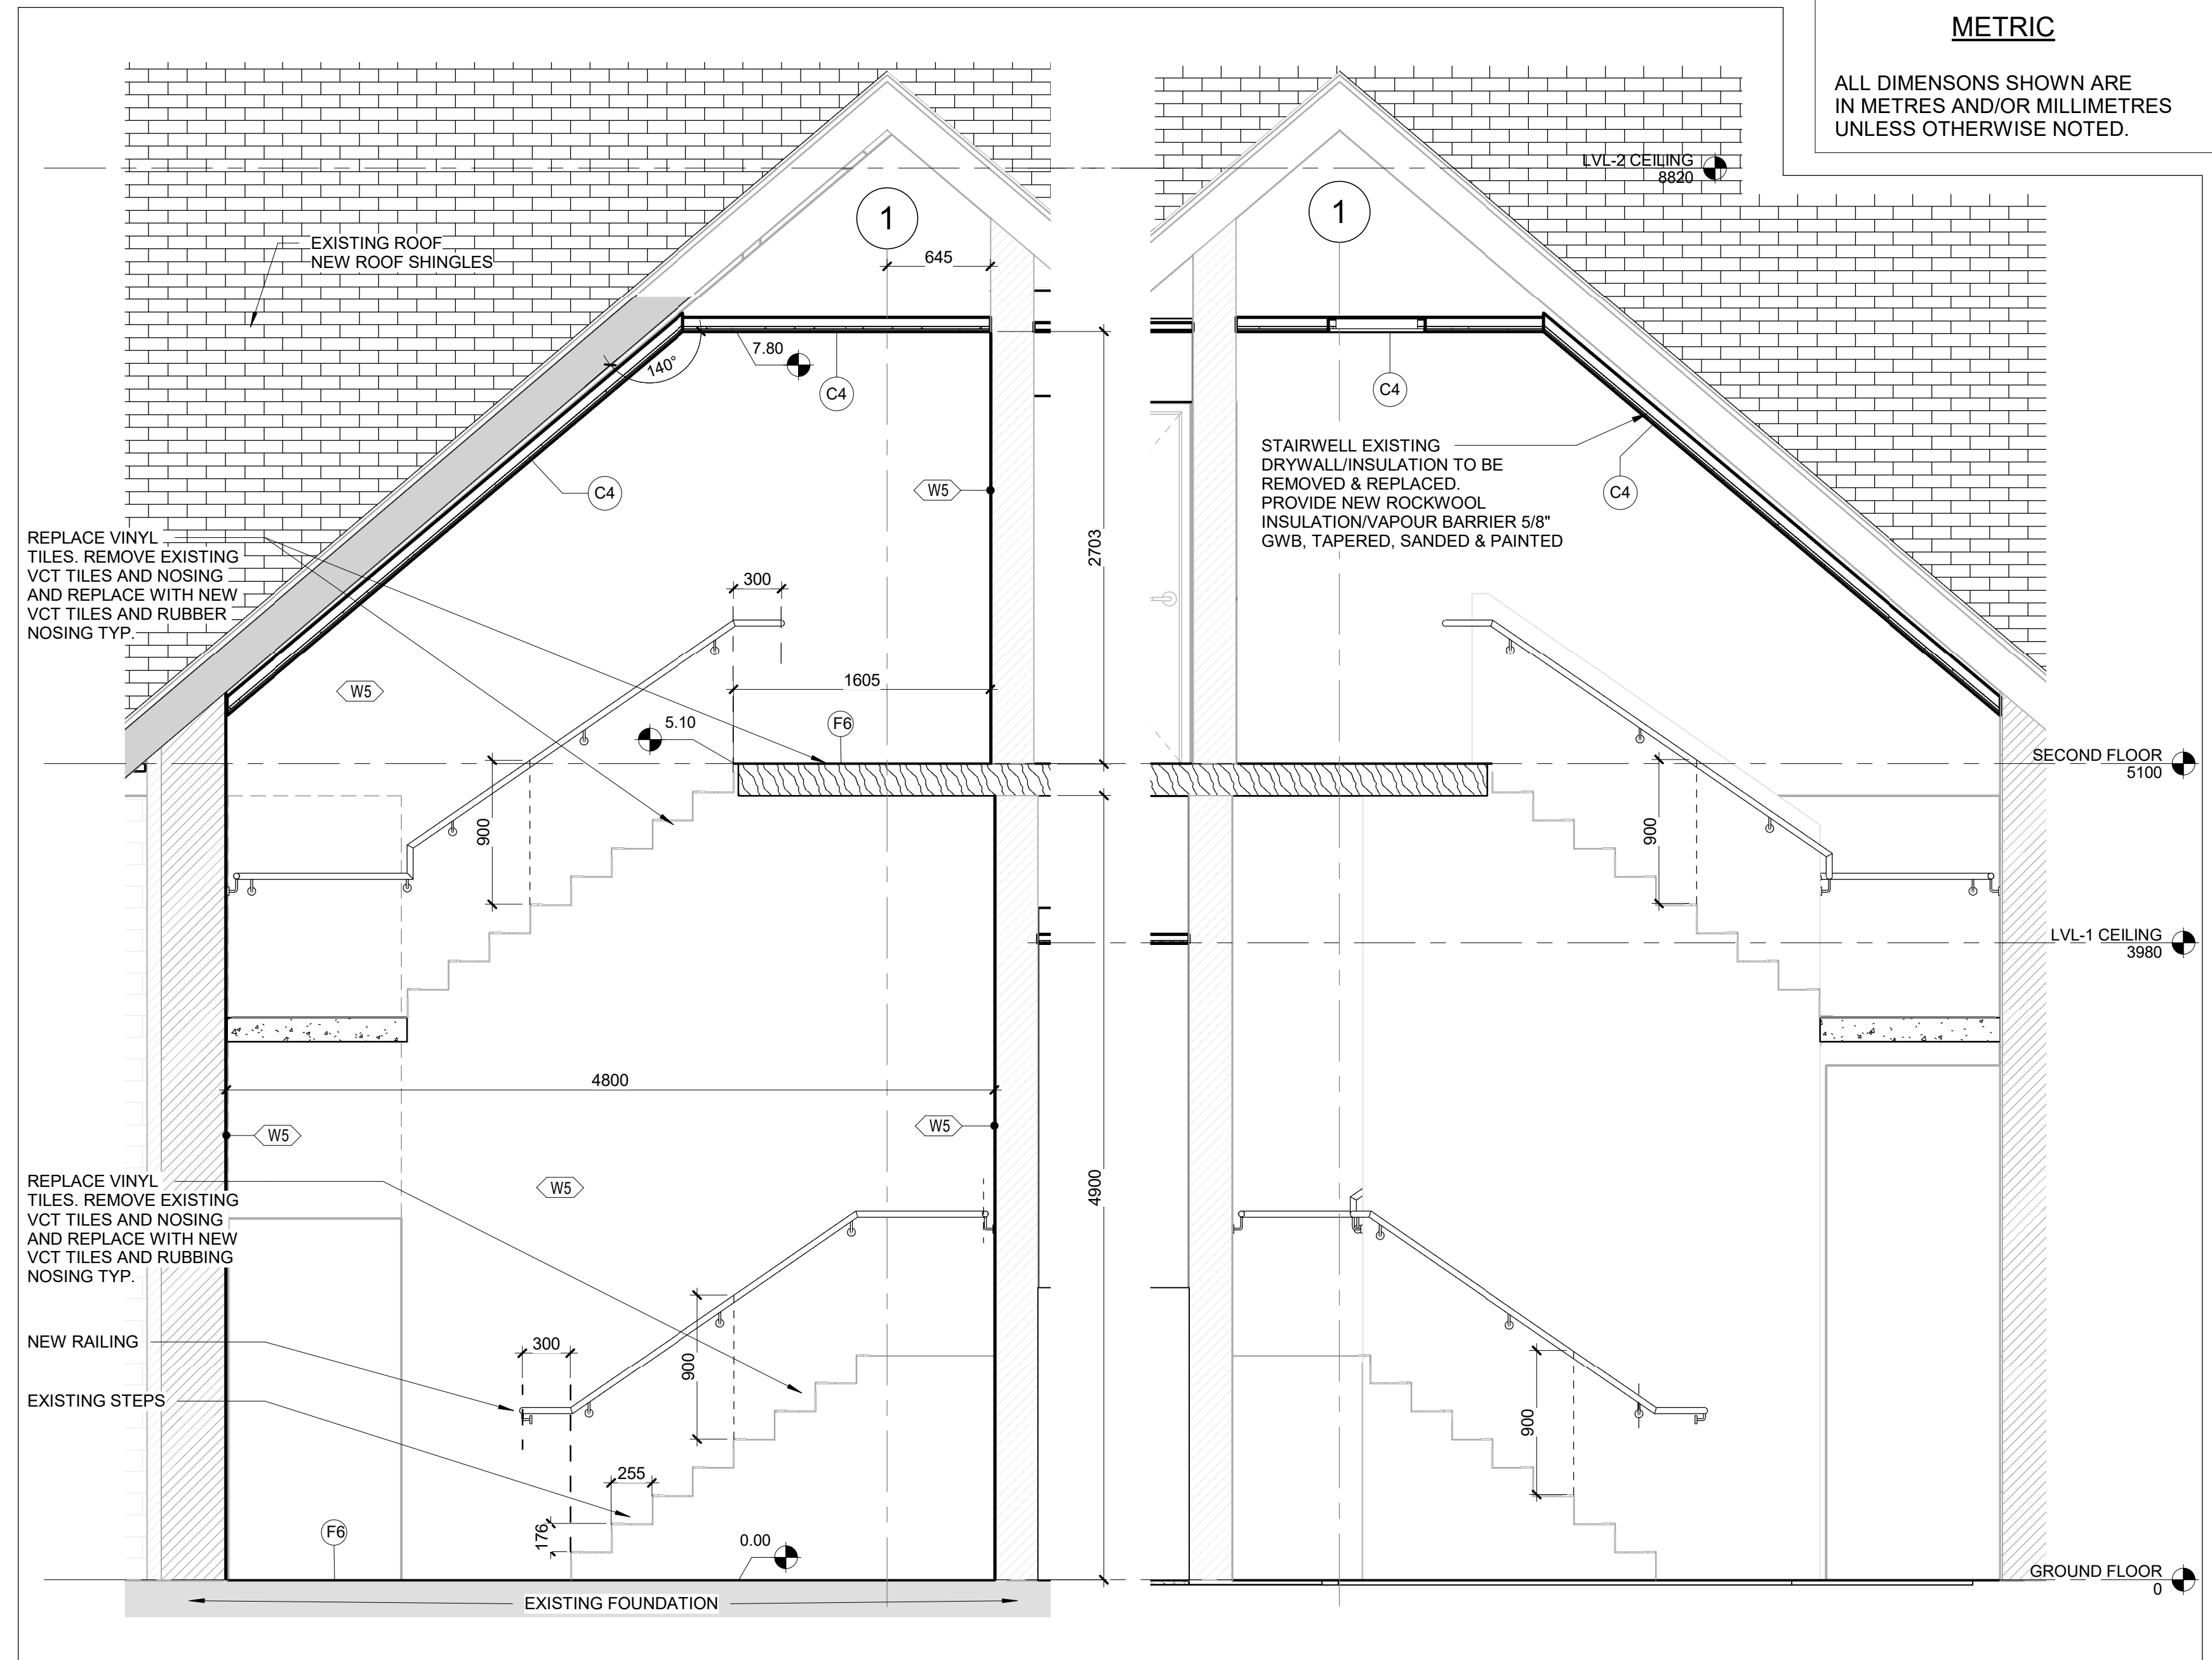 METRIC
ALL DIMENSONS SHOWN ARE
IN METRES AND/OR MILLIMETRES
UNLESS OTHERWISE NOTED.
LVL-2 CEILING
8820
1
1
EXISTING ROOF
NEW ROOF SHINGLES
645
7.80
140°
C4
C4
C4
C4
STAIRWELL EXISTING
DRYWALL/INSULATION TO BE
REMOVED & REPLACED.
PROVIDE NEW ROCKWOOL
INSULATION/VAPOUR BARRIER 5/8"
GWB, TAPERED, SANDED & PAINTED
W5
2703
REPLACE VINYL
TILES. REMOVE EXISTING
VCT TILES AND NOSING
AND REPLACE WITH NEW
VCT TILES AND RUBBER
NOSING TYP.
300
W5
1605
5.10
F6
SECOND FLOOR
5100
900
900
LVL-1 CEILING
3980
4800
W5
W5
W5
4900
REPLACE VINYL
TILES. REMOVE EXISTING
VCT TILES AND NOSING
AND REPLACE WITH NEW
VCT TILES AND RUBBING
NOSING TYP.
NEW RAILING
300
900
900
EXISTING STEPS
255
176
F6
0.00
GROUND FLOOR
0
EXISTING FOUNDATION